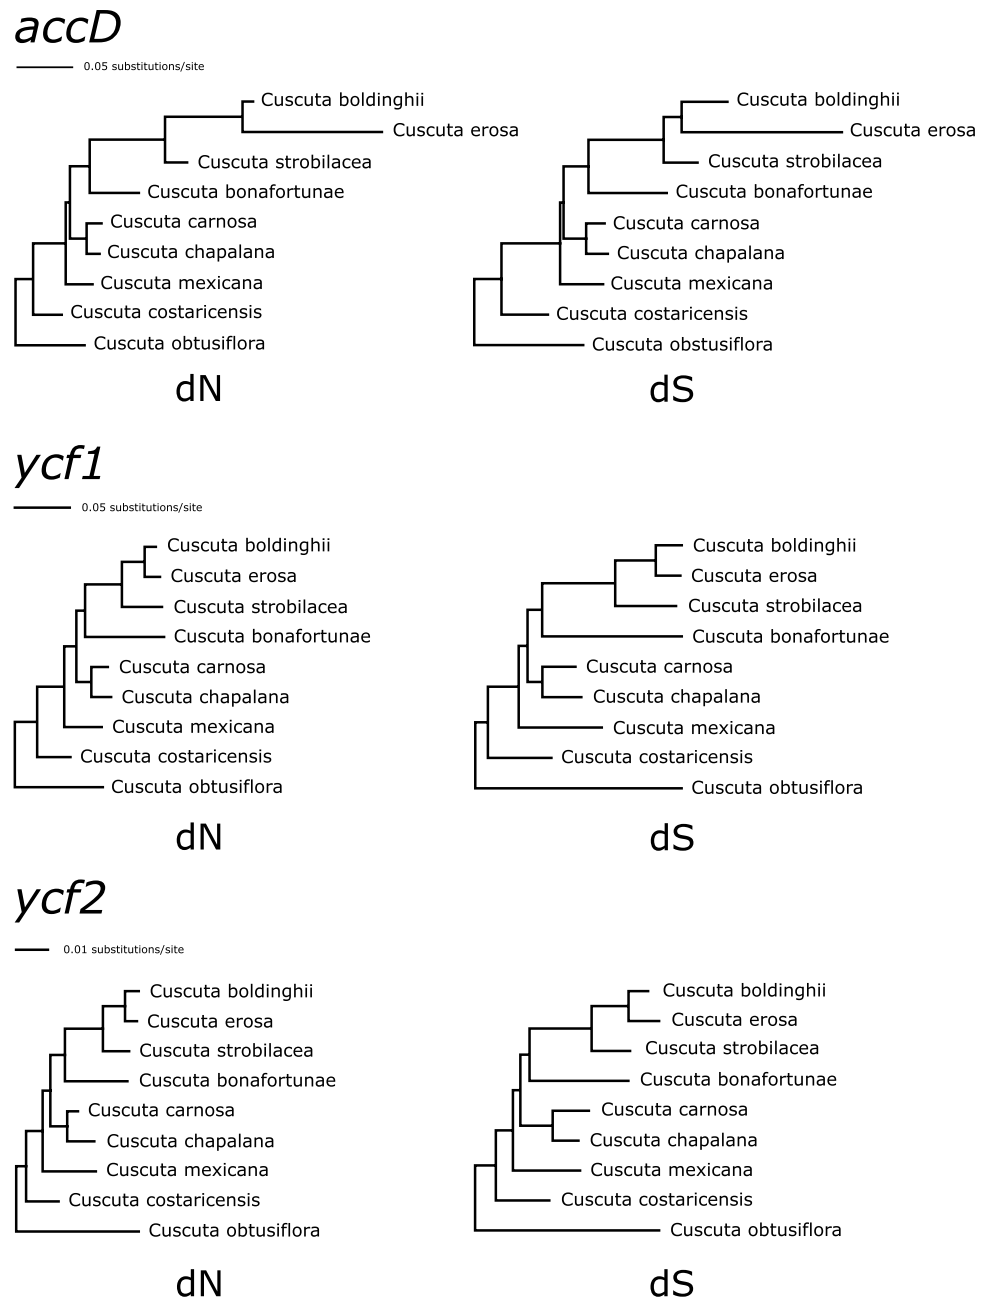 accD
0.05 substitutions/site
Cuscuta boldinghii
Cuscuta erosa
Cuscuta strobilacea
Cuscuta bonafortunae
Cuscuta carnosa
Cuscuta chapalana
Cuscuta mexicana
Cuscuta costaricensis
Cuscuta obtusiflora
dN
Cuscuta boldinghii
Cuscuta erosa
Cuscuta strobilacea
Cuscuta bonafortunae
Cuscuta carnosa
Cuscuta chapalana
Cuscuta mexicana
Cuscuta costaricensis
Cuscuta obstusiflora
dS
ycf1
0.05 substitutions/site
Cuscuta boldinghii
Cuscuta erosa
Cuscuta strobilacea
Cuscuta bonafortunae
Cuscuta carnosa
Cuscuta chapalana
Cuscuta mexicana
Cuscuta costaricensis
Cuscuta obtusiflora
dN
Cuscuta boldinghii
Cuscuta erosa
Cuscuta strobilacea
Cuscuta bonafortunae
Cuscuta carnosa
Cuscuta chapalana
Cuscuta mexicana
Cuscuta costaricensis
Cuscuta obtusiflora
dS
ycf2
0.01 substitutions/site
Cuscuta boldinghii
Cuscuta erosa
Cuscuta strobilacea
Cuscuta bonafortunae
Cuscuta carnosa
Cuscuta chapalana
Cuscuta mexicana
Cuscuta costaricensis
Cuscuta obtusiflora
dN
Cuscuta boldinghii
Cuscuta erosa
Cuscuta strobilacea
Cuscuta bonafortunae
Cuscuta carnosa
Cuscuta chapalana
Cuscuta mexicana
Cuscuta costaricensis
Cuscuta obtusiflora
dS